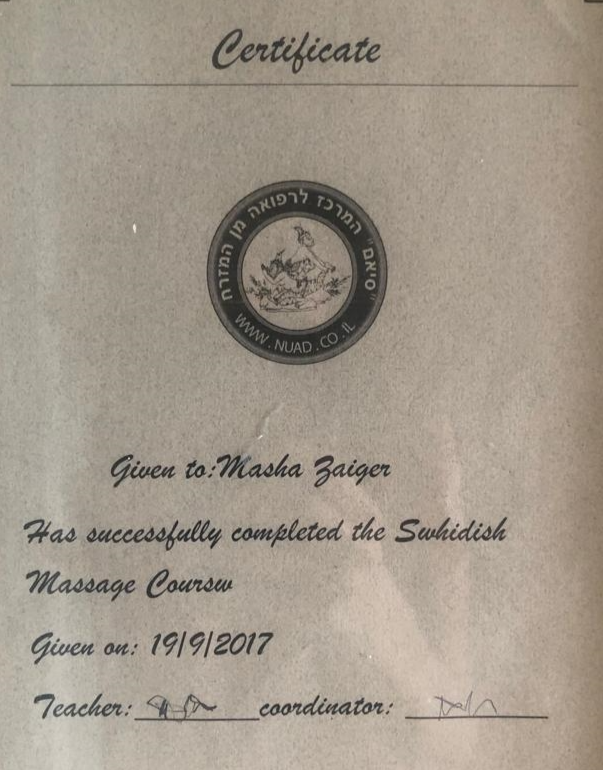 Certificate
"סיאם" המרכז לרפואה מן המזרח
WWW.NUAD.CO.IL
Given to:Masha Zaiger
Has successfully completed the Swhidish
Massage Coursw
Given on: 19/9/2017
Teacher: coordinator: